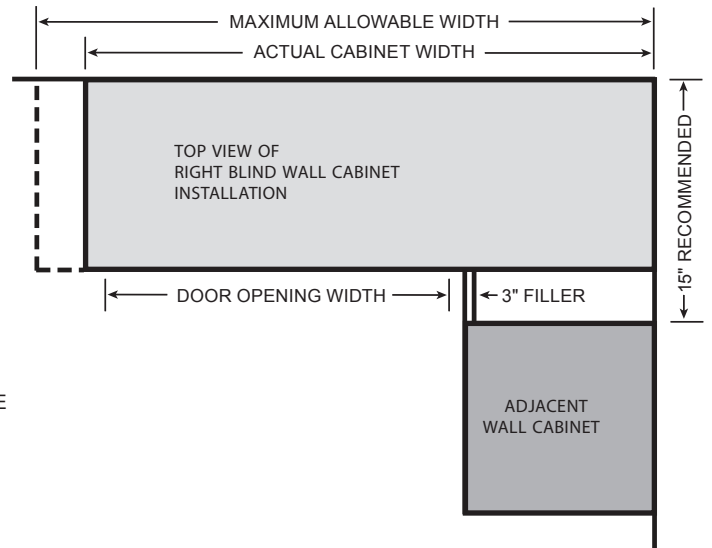 MAXIMUM ALLOWABLE WIDTH
ACTUAL CABINET WIDTH
TOP VIEW OF
RIGHT BLIND WALL CABINET
INSTALLATION
15" RECOMMENDED
DOOR OPENING WIDTH
3" FILLER
E
ADJACENT
WALL CABINET